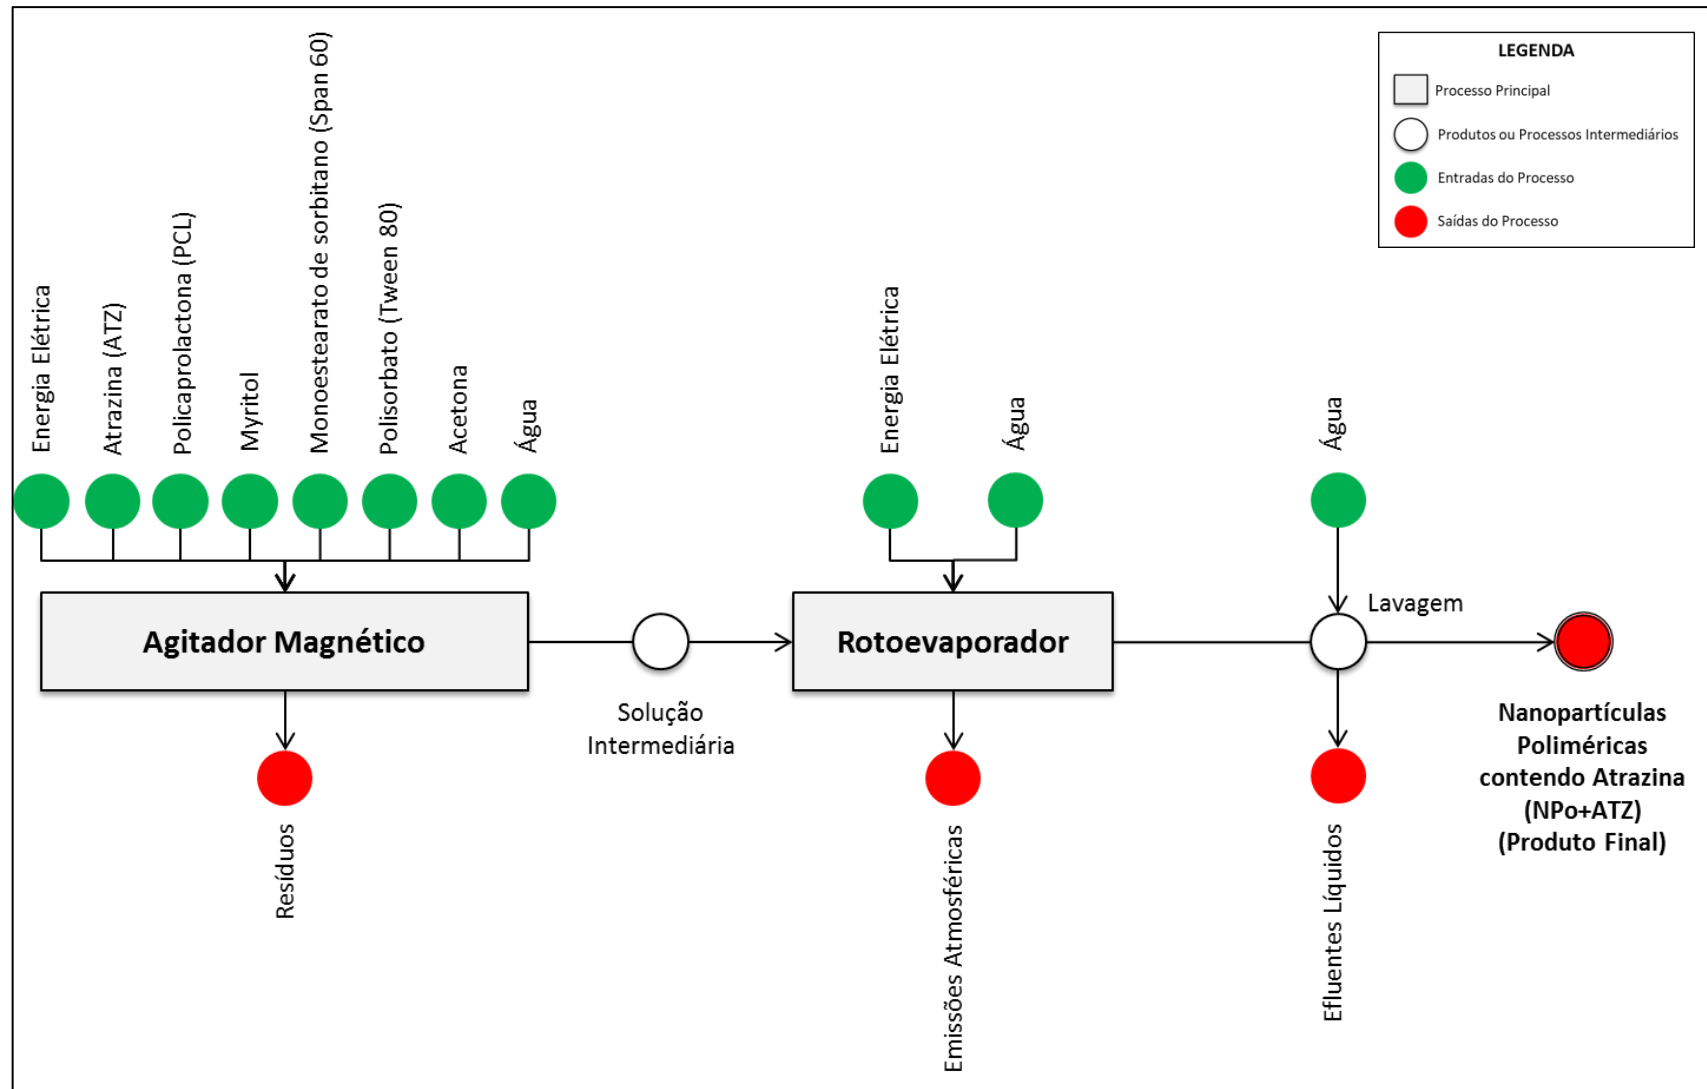 LEGENDA
Processo Principal
Produtos ou Processos Intermediários
Entradas do Processo
Saídas do Processo
Energia Elétrica
Atrazina (ATZ)
Policaprolactona (PCL)
Myritol
Monoestearato de sorbitano (Span 60)
Polisorbato (Tween 80)
Acetona
Água
Energia Elétrica
Água
Água
Agitador Magnético
Solução
Intermediária
Rotoevaporador
Lavagem
Nanopartículas
Poliméricas
contendo Atrazina
(NPo+ATZ)
(Produto Final)
Resíduos
Emissões Atmosféricas
Efluentes Líquidos